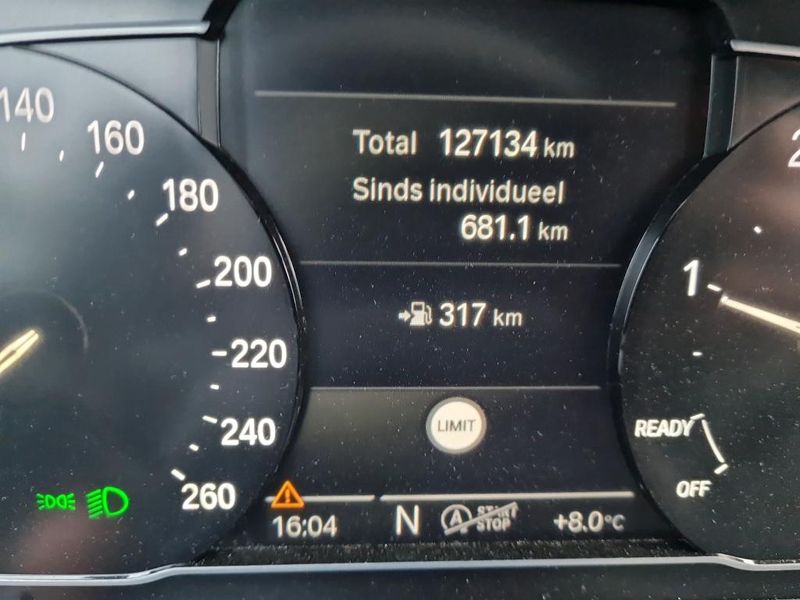 140
160
180
200
220
240
260
Total 127134 km
Sinds individueel
681.1 km
317 km
LIMIT
16:04
N
A START
STOP
+8.0°C
2
1
READY
OFF